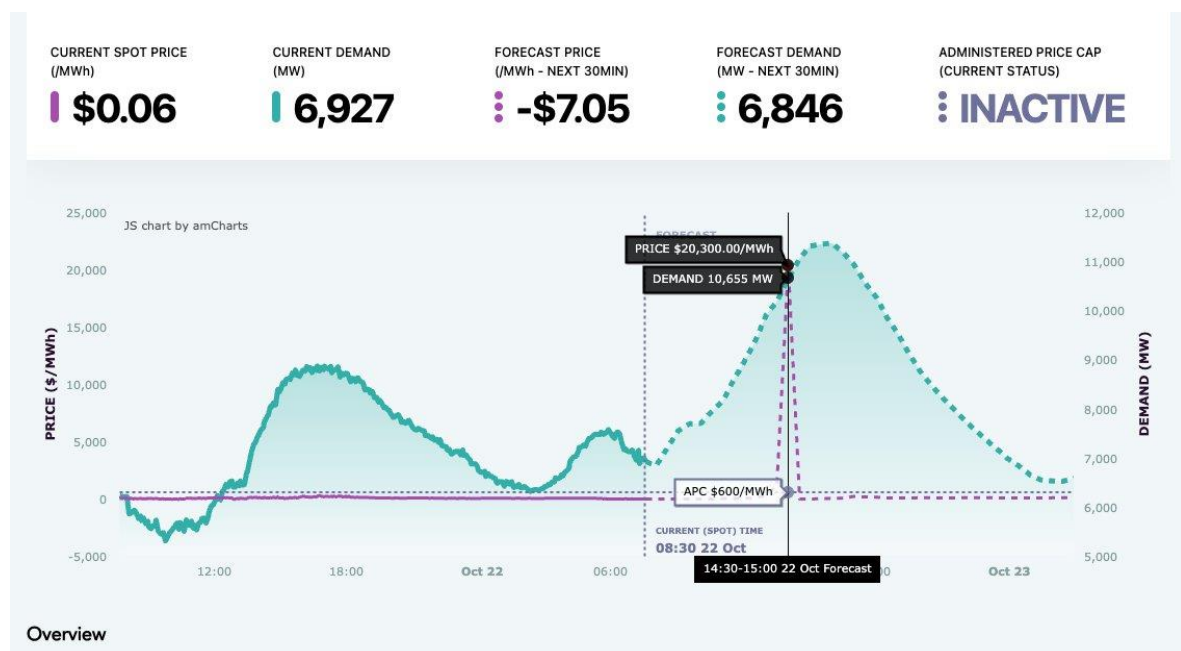 CURRENT SPOT PRICE
(/MWh)
$0.06
CURRENT DEMAND
(MW)
6,927
FORECAST PRICE
(/MWh - NEXT 30MIN)
-$7.05
FORECAST DEMAND
(MW - NEXT 30MIN)
6,846
ADMINISTERED PRICE CAP
(CURRENT STATUS)
INACTIVE
JS chart by amCharts
PRICE ($/MWh)
25,000
20,000
15,000
10,000
5,000
0
-5,000
FORECAST
PRICE $20,300.00/MWh
DEMAND 10,655 MW
APC $600/MWh
CURRENT (SPOT) TIME
08:30 22 Oct
12:00
18:00
Oct 22
06:00
14:30-15:00 22 Oct Forecast
Oct 23
12,000
11,000
10,000
9,000
8,000
7,000
6,000
5,000
DEMAND (MW)
Overview